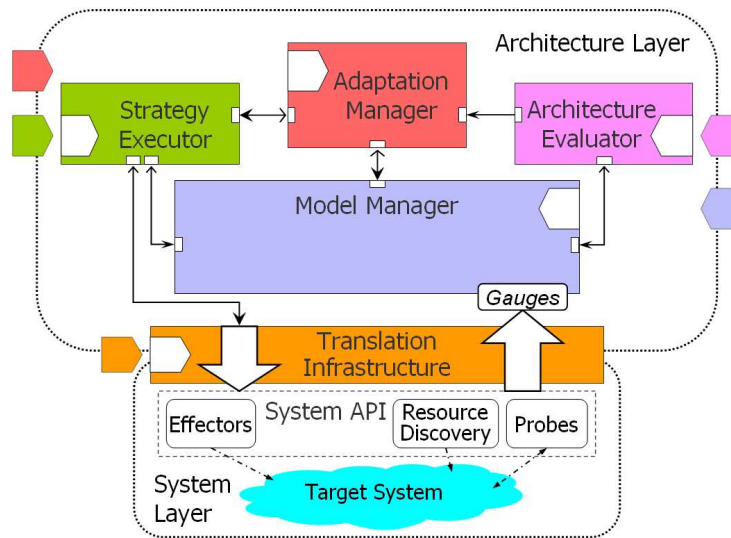 Architecture Layer
Strategy
Executor
Adaptation
Manager
Architecture
Evaluator
Model Manager
Gauges
Translation
Infrastructure
System API
Effectors
Resource
Discovery
Probes
System
Layer
Target System